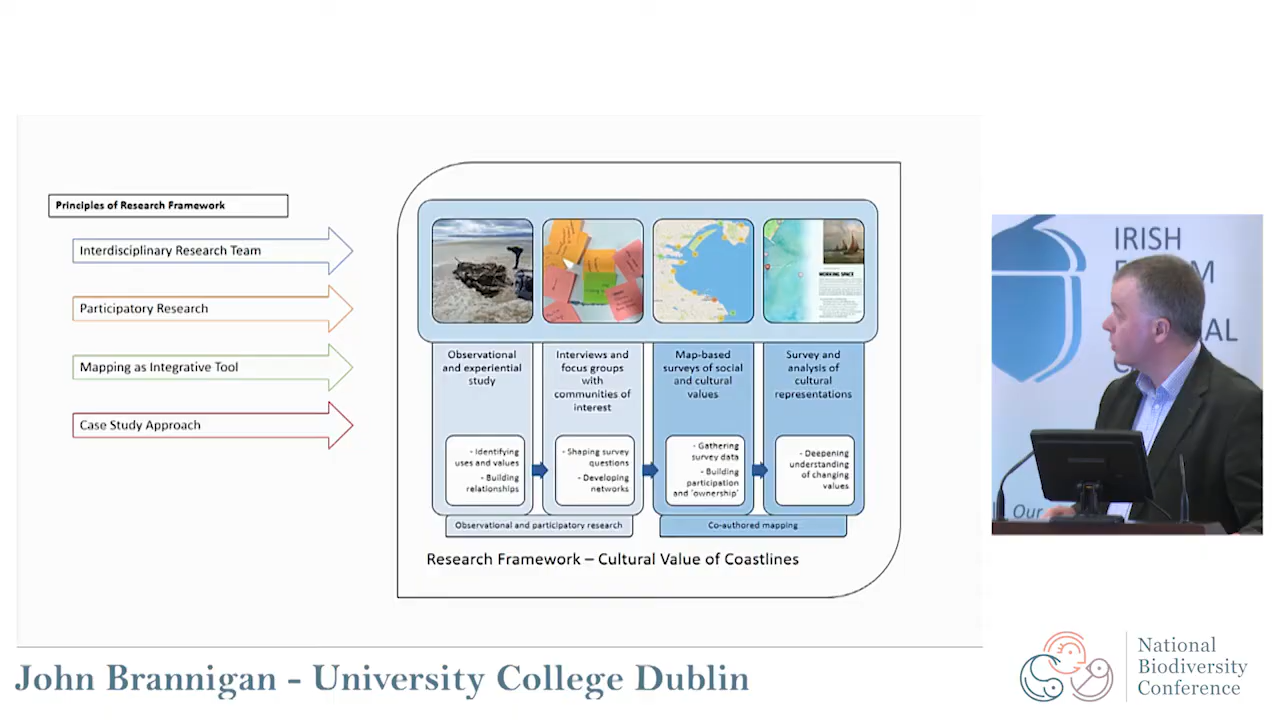 Principles of Research Framework
Interdisciplinary Research Team
Participatory Research
Mapping as Integrative Tool
Case Study Approach
WORKING SPACE
Observational
and experiential
study
Interviews and
focus groups
with
communities of
interest
Map-based
surveys of social
and cultural
values
Survey and
analysis of
cultural
representations
- Identifying
uses and values
- Building
relationships
- Shaping survey
questions
- Developing
networks
- Gathering
survey data
- Building
participation
and 'ownership'
- Deepening
understanding
of changing
values
Observational and participatory research
Co-authored mapping
Research Framework – Cultural Value of Coastlines
IRISH
AL
Our
John Brannigan - University College Dublin
National
Biodiversity
Conference